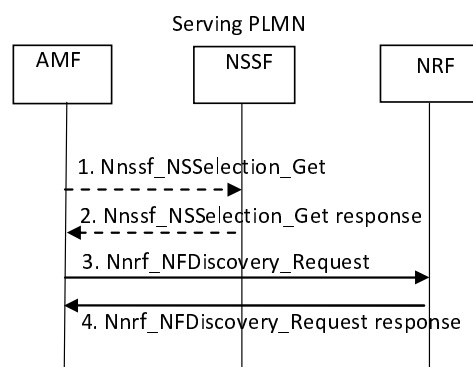 Serving PLMN
AMF
NSSF
NRF
1. Nnssf_NSSelection_Get
2. Nnssf_NSSelection_Get response
3. Nnrf_NFDiscovery_Request
4. Nnrf_NFDiscovery_Request response